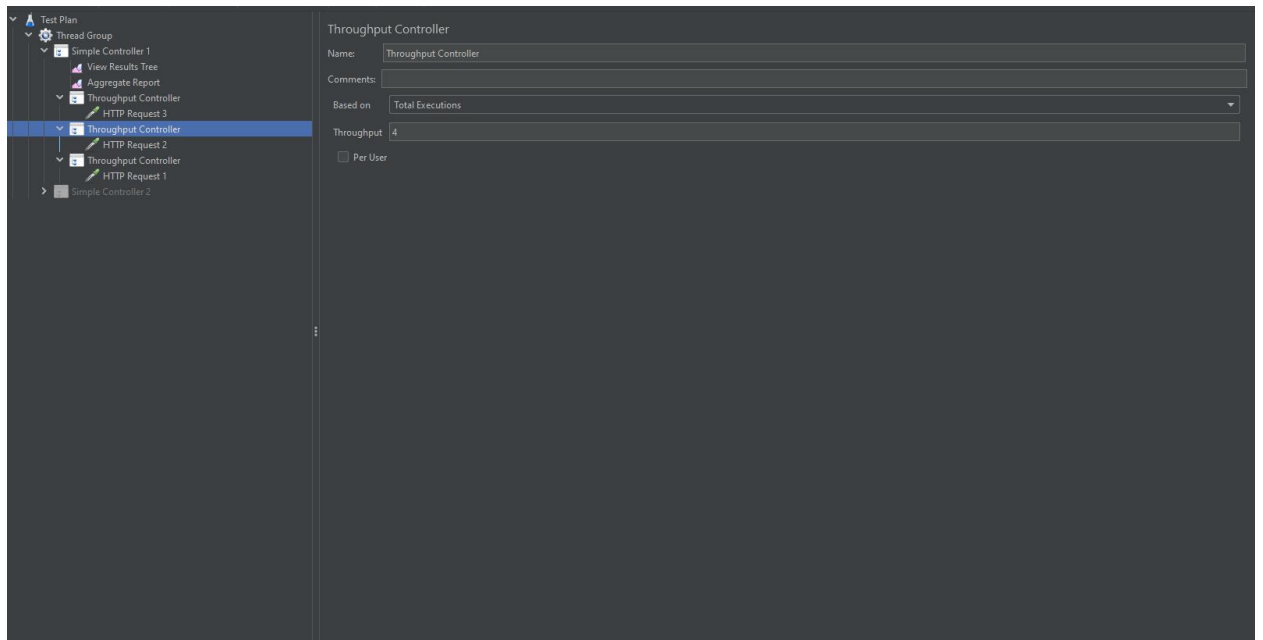 Test Plan
Thread Group
Simple Controller 1
View Results Tree
Aggregate Report
Throughput Controller
HTTP Request 3
Throughput Controller
HTTP Request 2
Throughput Controller
HTTP Request 1
Simple Controller 2
Throughput Controller
Name: Throughput Controller
Comments:
Based on Total Executions
Throughput 4
Per User